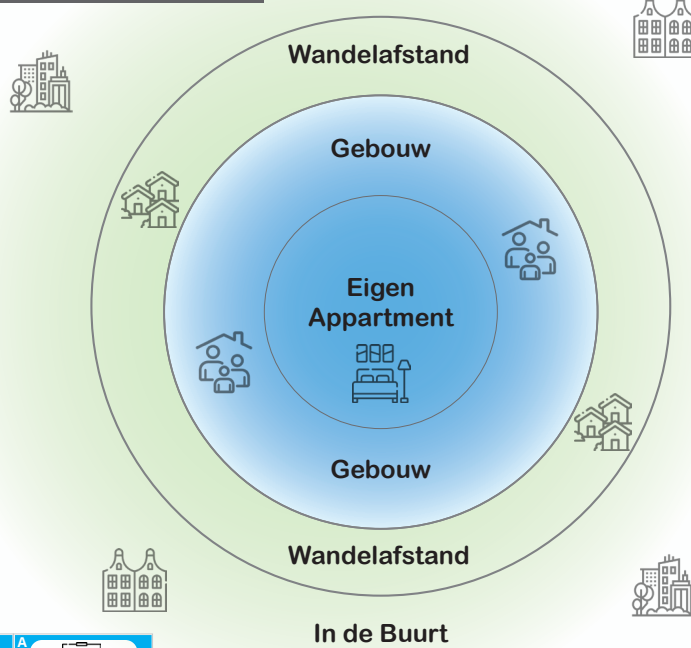 Wandelafstand
Gebouw
Eigen
Appartment
Gebouw
Wandelafstand
In de Buurt
A